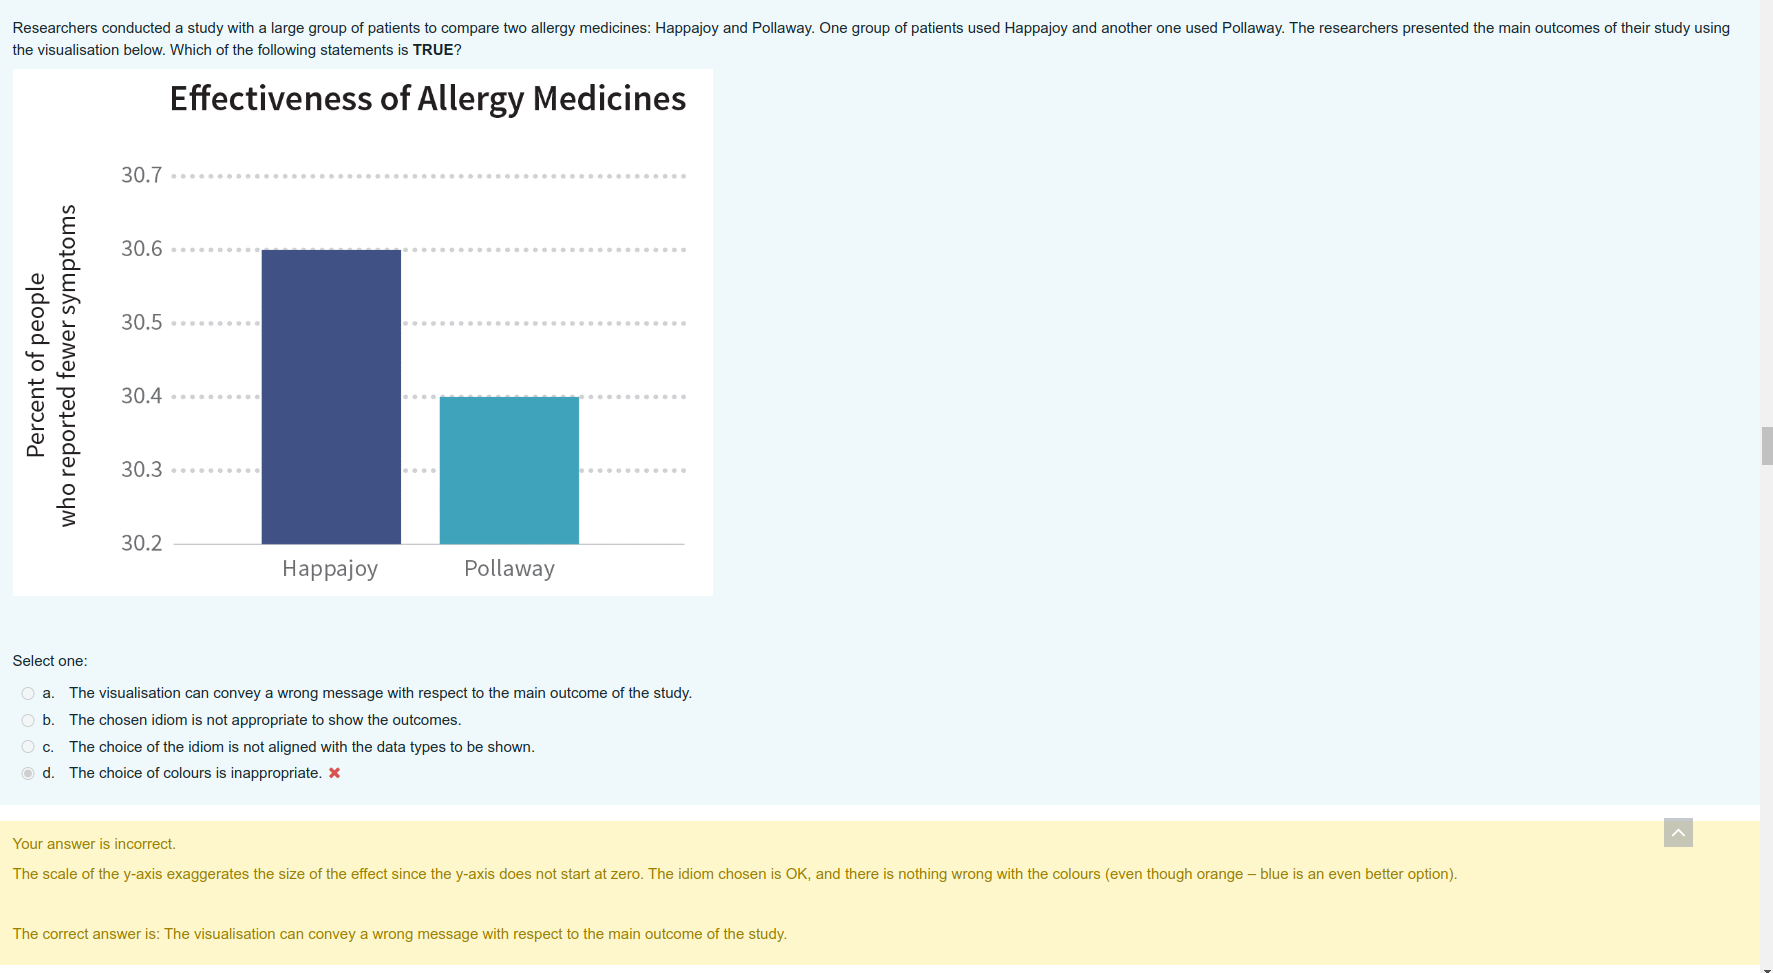 Researchers conducted a study with a large group of patients to compare two allergy medicines: Happajoy and Pollaway. One group of patients used Happajoy and another one used Pollaway. The researchers presented the main outcomes of their study using
the visualisation below. Which of the following statements is TRUE?
Effectiveness of Allergy Medicines
Percent of people
who reported fewer symptoms
30.7
30.6
30.5
30.4
30.3
30.2
Happajoy
Pollaway
Select one:
a. The visualisation can convey a wrong message with respect to the main outcome of the study.
b. The chosen idiom is not appropriate to show the outcomes.
c. The choice of the idiom is not aligned with the data types to be shown.
d. The choice of colours is inappropriate.
Your answer is incorrect.
The scale of the y-axis exaggerates the size of the effect since the y-axis does not start at zero. The idiom chosen is OK, and there is nothing wrong with the colours (even though orange – blue is an even better option).
The correct answer is: The visualisation can convey a wrong message with respect to the main outcome of the study.